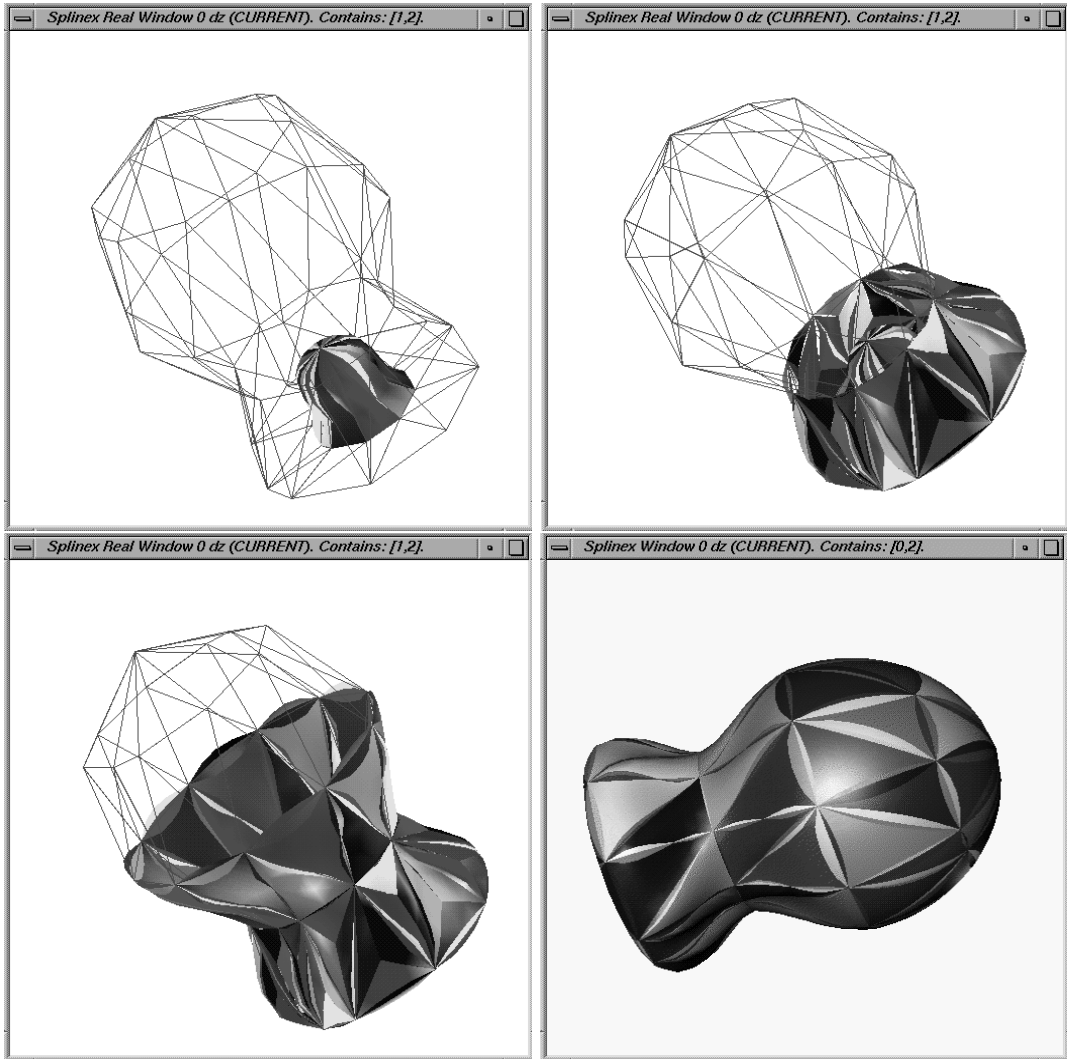 Splinex Real Window 0 dz (CURRENT). Contains: [1,2].
Splinex Real Window 0 dz (CURRENT). Contains: [1,2].
Splinex Real Window 0 dz (CURRENT). Contains: [1,2].
Splinex Window 0 dz (CURRENT). Contains: [0,2].